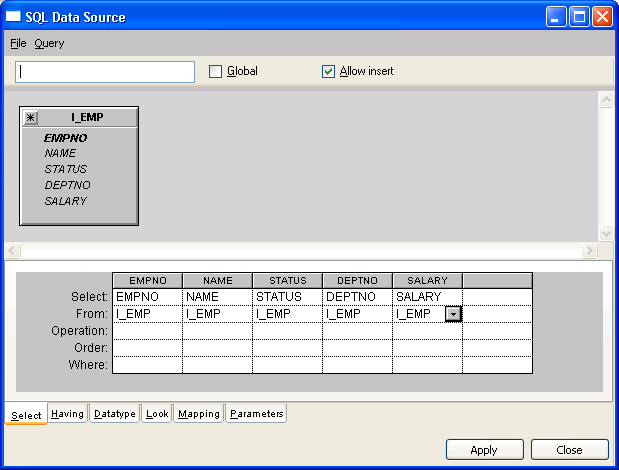 SQL Data Source
File Query
Global Allow insert
I_EMP
EMPNO
NAME
STATUS
DEPTNO
SALARY
EMPNO NAME STATUS DEPTNO SALARY
Select: EMPNO NAME STATUS DEPTNO SALARY
From: I_EMP I_EMP I_EMP I_EMP I_EMP
Operation:
Order:
Where:
Select Having Datatype Look Mapping Parameters
Apply Close